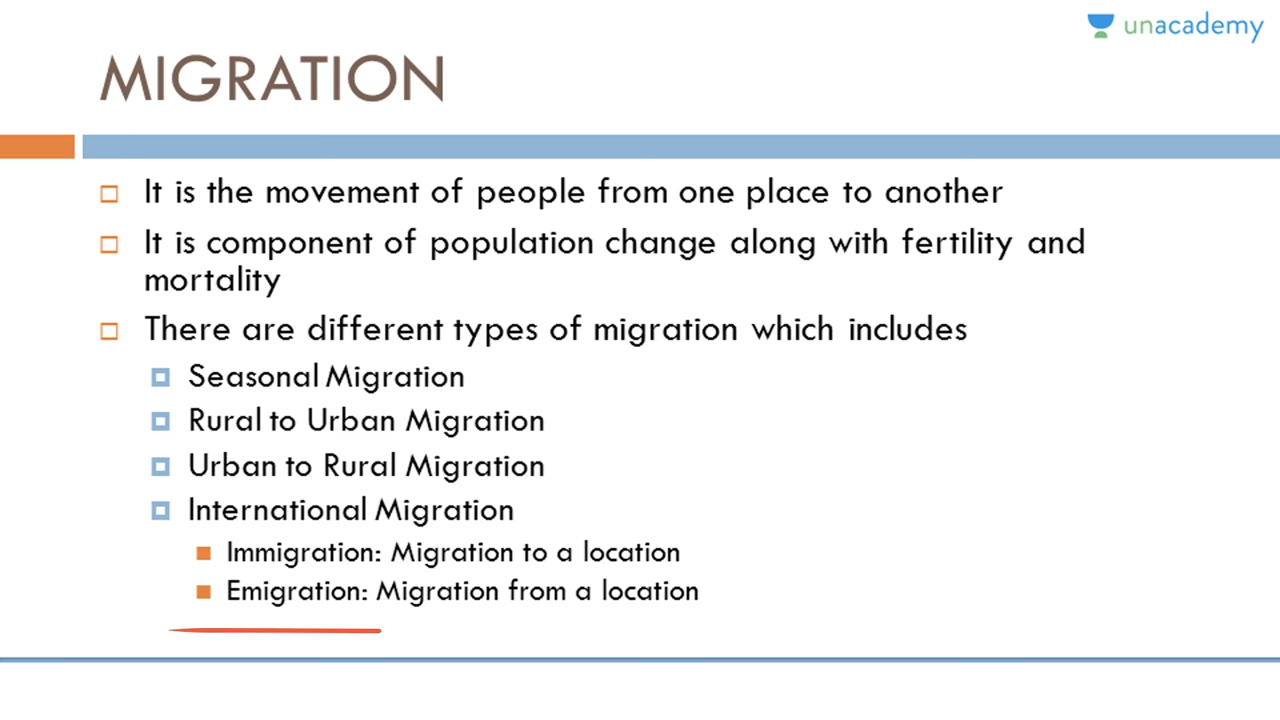 unacademy
MIGRATION
It is the movement of people from one place to another
It is component of population change along with fertility and
mortality
There are different types of migration which includes
Seasonal Migration
Rural to Urban Migration
Urban to Rural Migration
International Migration
Immigration: Migration to a location
Emigration: Migration from a location